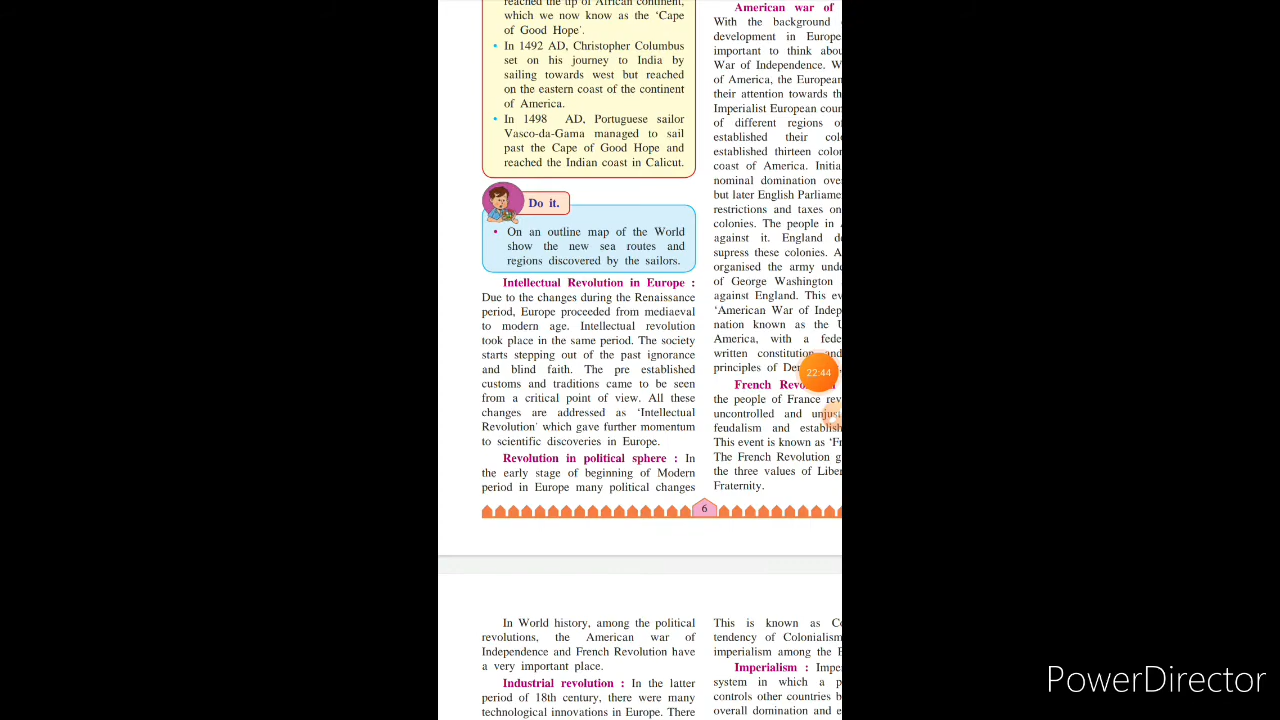 reached the up of African continent,
which we now know as the ‘Cape
of Good Hope’.
• In 1492 AD, Christopher Columbus
set on his journey to India by
sailing towards west but reached
on the eastern coast of the continent
of America.
• In 1498 AD, Portuguese sailor
Vasco-da-Gama managed to sail
past the Cape of Good Hope and
reached the Indian coast in Calicut.
Do it.
• On an outline map of the World
show the new sea routes and
regions discovered by the sailors.
Intellectual Revolution in Europe :
Due to the changes during the Renaissance
period, Europe proceeded from mediaeval
to modern age. Intellectual revolution
took place in the same period. The society
starts stepping out of the past ignorance
and blind faith. The pre established
customs and traditions came to be seen
from a critical point of view. All these
changes are addressed as ‘Intellectual
Revolution’ which gave further momentum
to scientific discoveries in Europe.
Revolution in political sphere : In
the early stage of beginning of Modern
period in Europe many political changes
American war of
With the background
development in Europe
important to think
War of Independence.
of America, the European
their attention towards
Imperialist European
of different regions
established their
established thirteen
coast of America.
nominal domination
but later English
restrictions and taxes on
colonies. The people in
against it. England
supress these colonies.
organised the army
of George Washington
against England. This
‘American War of
nation known as the
America, with a
written constitution
principles of
French
the people of France
uncontrolled and
feudalism and
This event is known as
The French Revolution
the three values of
Fraternity.
22:44
6
In World history, among the political
revolutions, the American war of
Independence and French Revolution have
a very important place.
Industrial revolution : In the latter
period of 18th century, there were many
technological innovations in Europe. There
This is known as
tendency of Colonialism
imperialism among the
Imperialism :
system in which a
controls other countries
overall domination and
PowerDirector